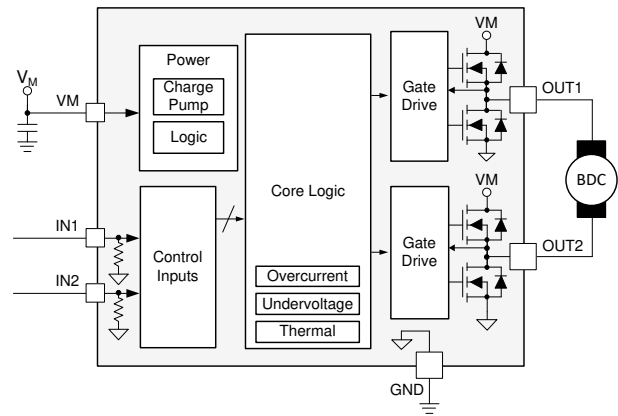 Power
Charge
Pump
Logic
Core Logic
Gate
Drive
VM
OUT1
VM
VM
BDC
IN1
Control
Inputs
IN2
Gate
Drive
VM
OUT2
Overcurrent
Undervoltage
Thermal
GND